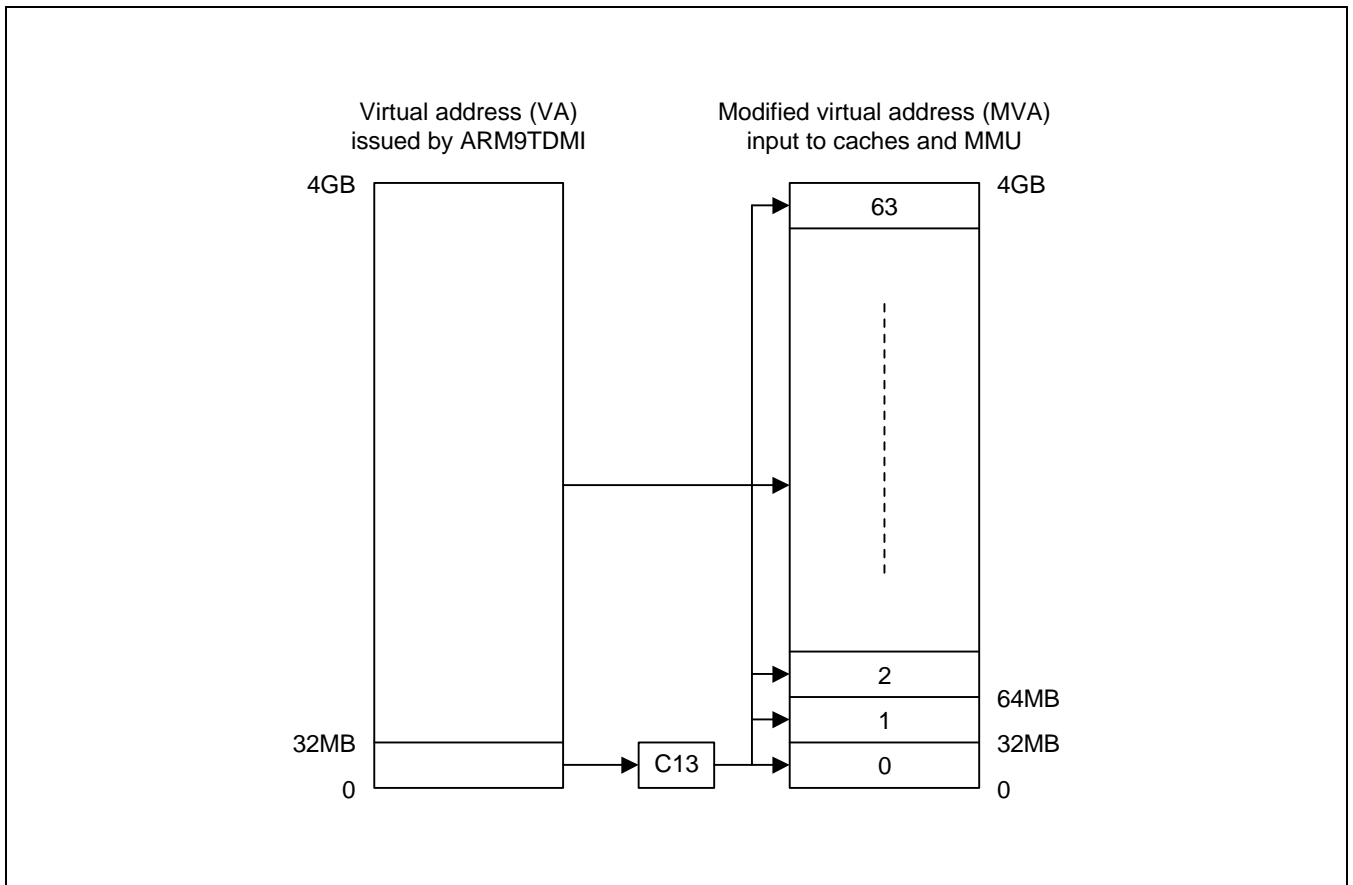 Virtual address (VA)
issued by ARM9TDMI
Modified virtual address (MVA)
input to caches and MMU
4GB
4GB
63
2
64MB
1
32MB
32MB
C13
0
0
0